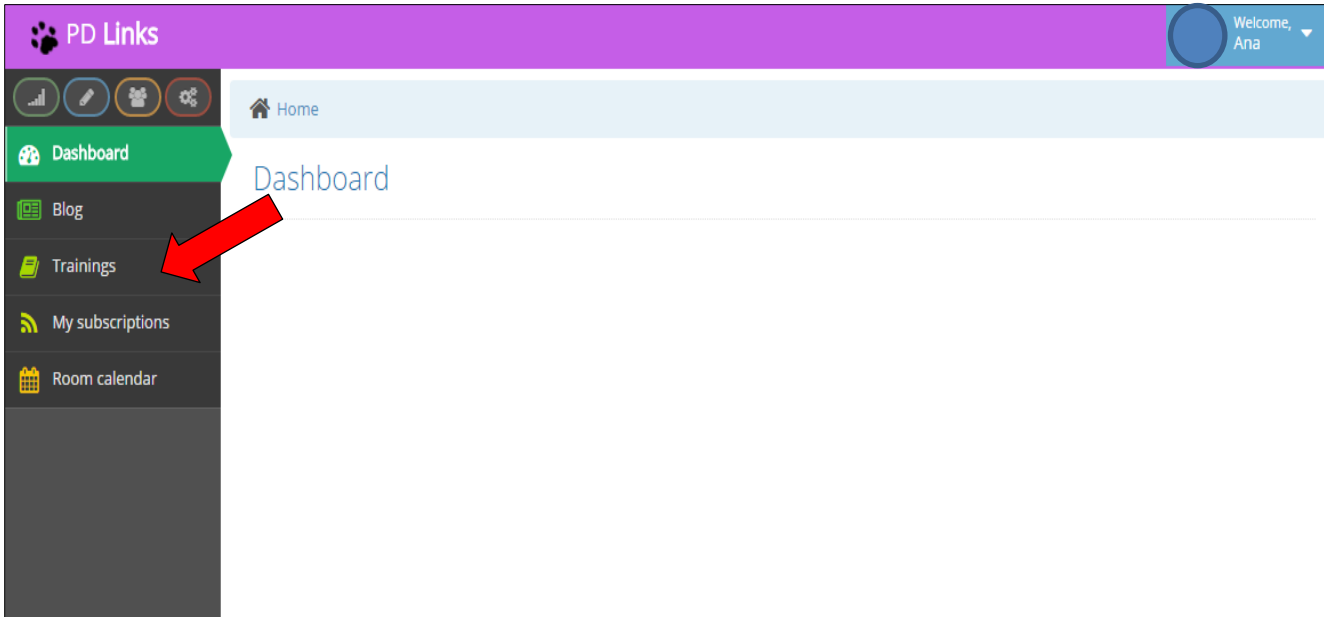 PD Links
Welcome,
Ana
Home
Dashboard
Dashboard
Blog
Trainings
My subscriptions
Room calendar